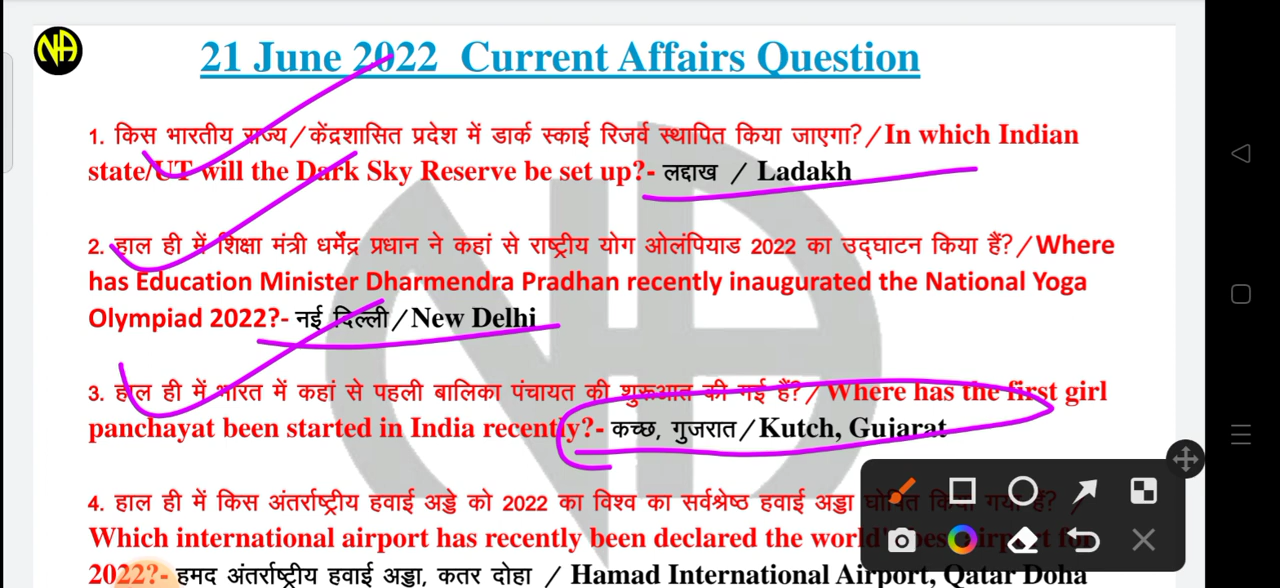 NA
21 June 2022 Current Affairs Question
1. किस भारतीय राज्य/केंद्रशासित प्रदेश में डार्क स्काई रिजर्व स्थापित किया जाएगा?/In which Indian
state/UT will the Dark Sky Reserve be set up?- लद्दाख / Ladakh
2. हाल ही में शिक्षा मंत्री धर्मेंद्र प्रधान ने कहां से राष्ट्रीय योग ओलंपियाड 2022 का उद्घाटन किया हैं?/Where
has Education Minister Dharmendra Pradhan recently inaugurated the National Yoga
Olympiad 2022?- नई दिल्ली/New Delhi
3. हाल ही में भारत में कहां से पहली बालिका पंचायत की शुरुआत की गई हैं?/Where has the first girl
panchayat been started in India recently?- कच्छ, गुजरात/Kutch, Gujarat
4. हाल ही में किस अंतर्राष्ट्रीय हवाई अड्डे को 2022 का विश्व का सर्वश्रेष्ठ हवाई अड्डा घोषित किया गया हैं? /
Which international airport has recently been declared the world's best airport for
2022?- हमद अंतर्राष्ट्रीय हवाई अड्डा, कतर दोहा / Hamad International Airport, Qatar Doha